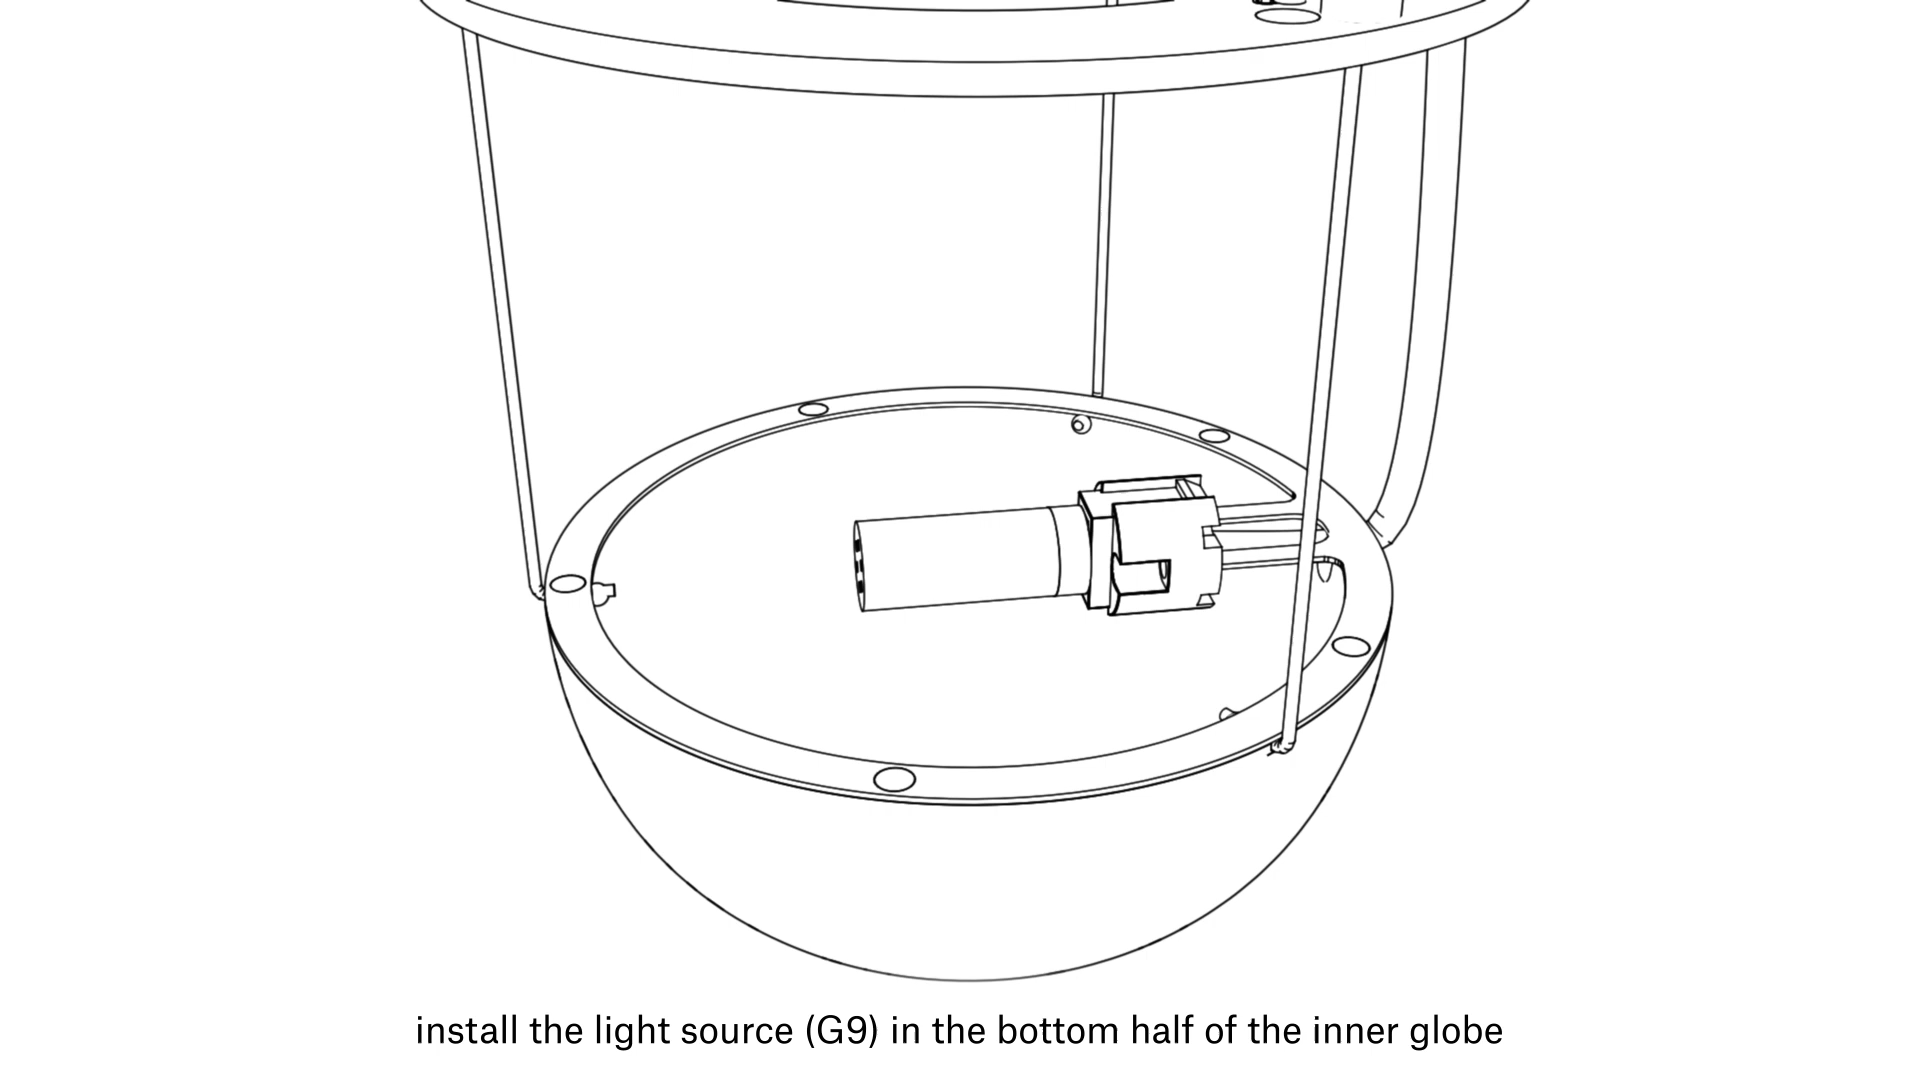 install the light source (G9) in the bottom half of the inner globe